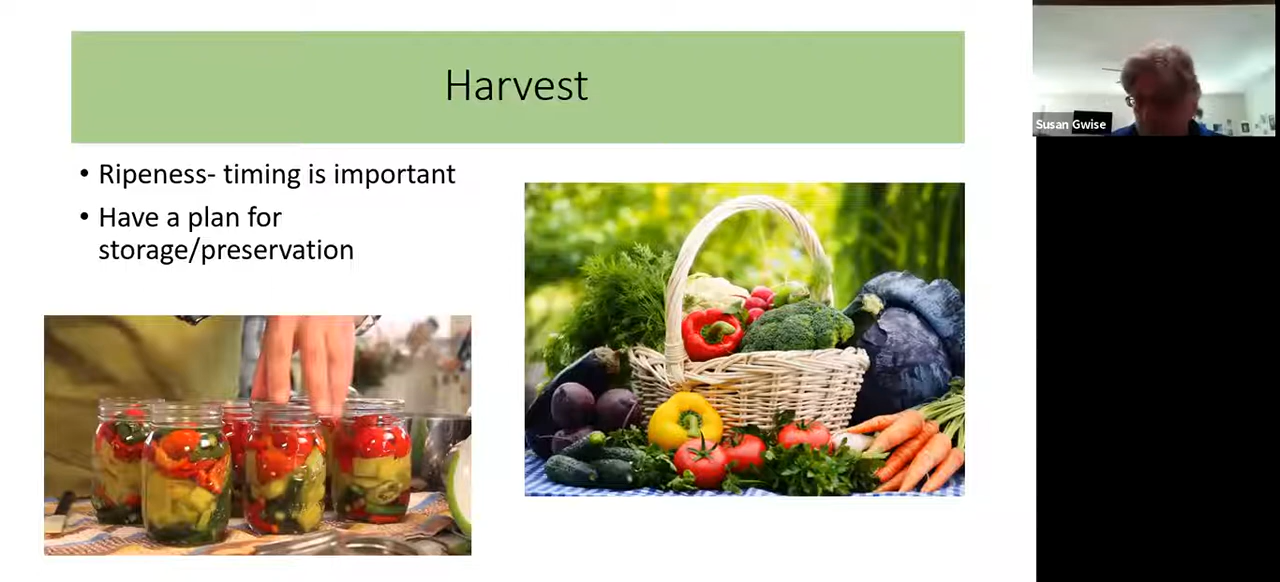 Harvest
• Ripeness- timing is important
• Have a plan for
storage/preservation
Susan Gwise